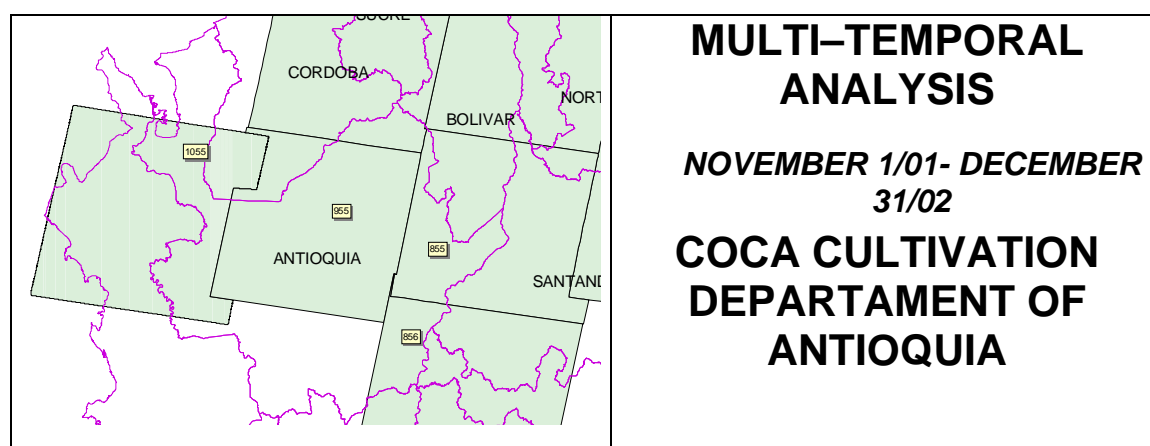 SUCRE
CORDOBA
NORT
BOLIVAR
1055
955
855
ANTIOQUIA
SANTAND
856
MULTI–TEMPORAL
ANALYSIS
NOVEMBER 1/01- DECEMBER
31/02
COCA CULTIVATION
DEPARTAMENT OF
ANTIOQUIA